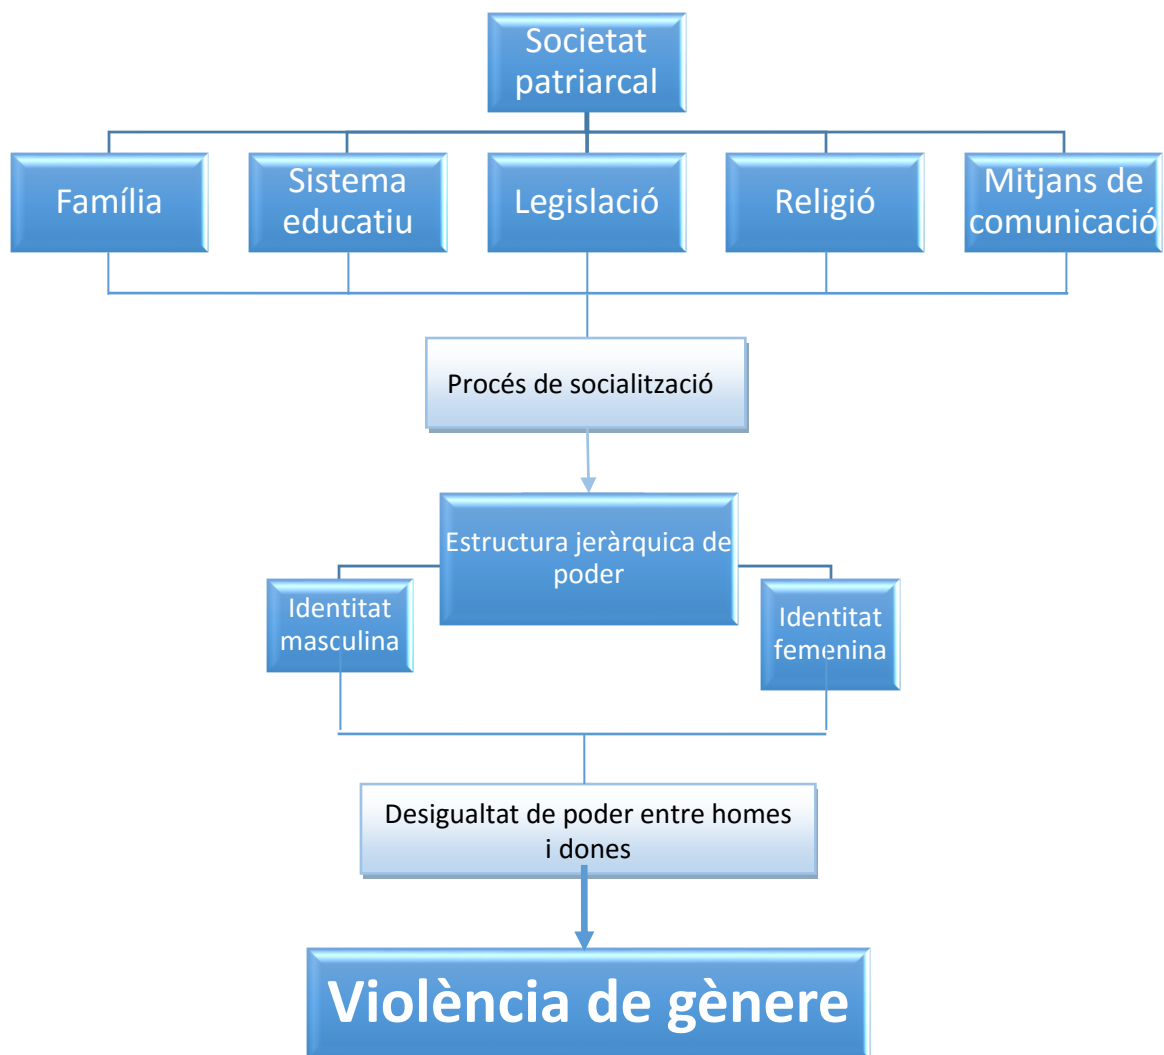 Societat
patriarcal
Família
Sistema
educatiu
Legislació
Religió
Mitjans de
comunicació
Procés de socialització
Estructura jeràrquica de
poder
Identitat
masculina
Identitat
femenina
Desigualtat de poder entre homes
i dones
Violència de gènere